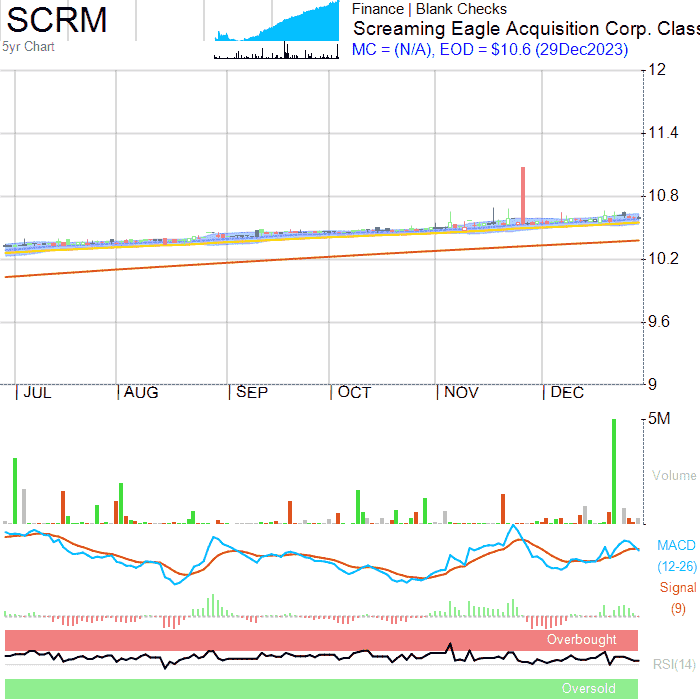 SCRM
5yr Chart
Finance | Blank Checks
Screaming Eagle Acquisition Corp. Class
MC = (N/A), EOD = $10.6 (29Dec2023)
12
11.4
10.8
10.2
9.6
9
| JUL | AUG | SEP | OCT | NOV | DEC
5M
Volume
MACD
(12-26)
Signal
(9)
Overbought
RSI(14)
Oversold